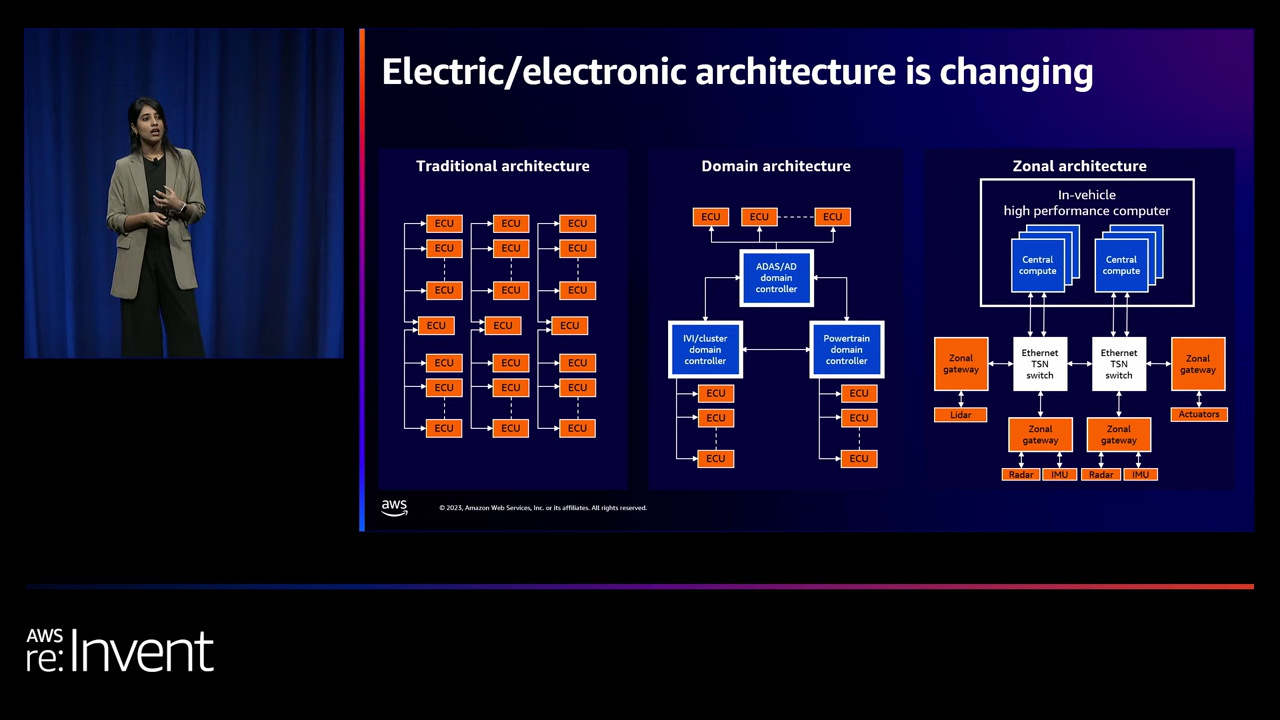 Electric/electronic architecture is changing
Traditional architecture
ECU ECU ECU
ECU ECU ECU
ECU ECU ECU
ECU ECU ECU
ECU ECU ECU
ECU ECU ECU
ECU ECU ECU
Domain architecture
ECU ECU ECU
ADAS/AD
domain
controller
IVI/cluster
domain
controller
Powertrain
domain
controller
ECU
ECU
ECU
ECU
ECU
ECU
Zonal architecture
In-vehicle
high performance computer
Central
compute
Central
compute
Zonal
gateway
Ethernet
TSN
switch
Ethernet
TSN
switch
Zonal
gateway
Lidar
Actuators
Zonal
gateway
Zonal
gateway
Radar IMU Radar IMU
aws
© 2023, Amazon Web Services, Inc. or its affiliates. All rights reserved.
AWS
re:Invent